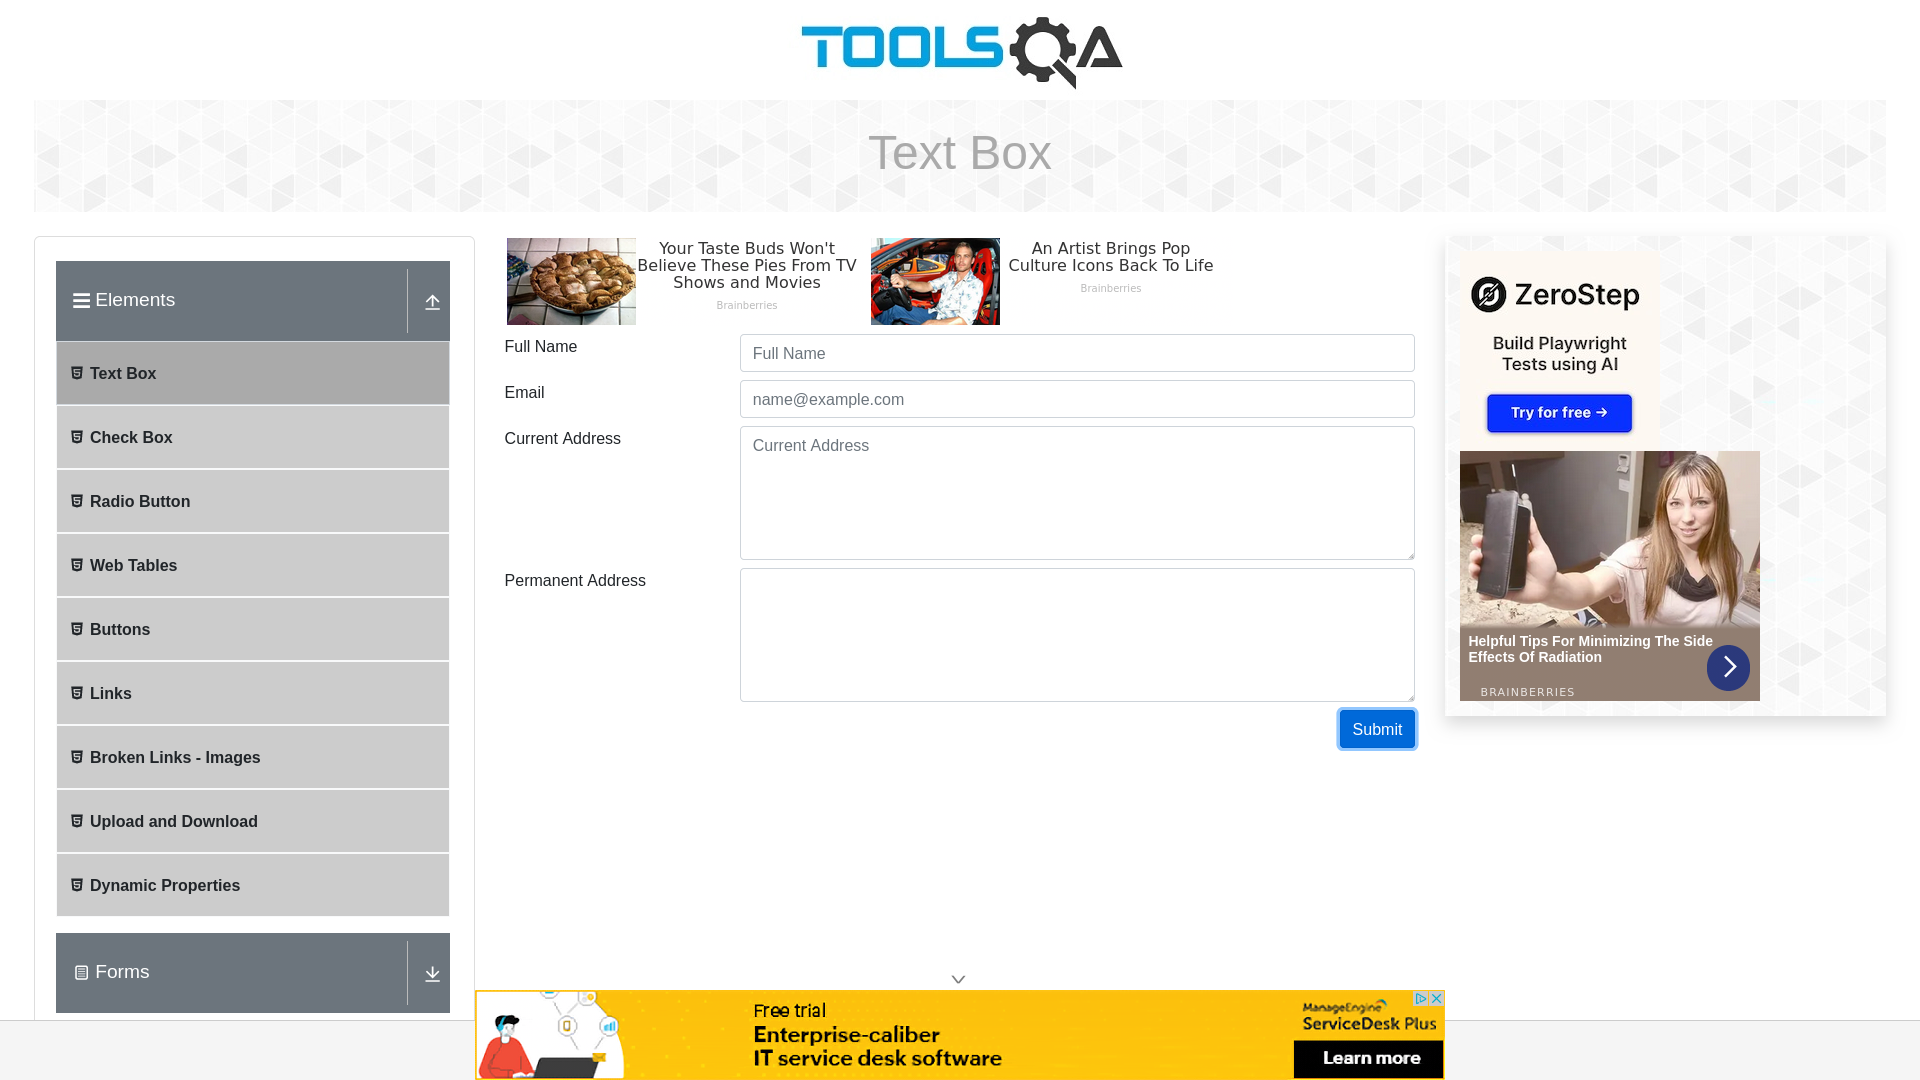 TOOLSQA
Text Box
Elements
Text Box
Check Box
Radio Button
Web Tables
Buttons
Links
Broken Links - Images
Upload and Download
Dynamic Properties
Forms
Your Taste Buds Won't
Believe These Pies From TV
Shows and Movies
Brainberries
An Artist Brings Pop
Culture Icons Back To Life
Brainberries
Full Name
Full Name
Email
name@example.com
Current Address
Current Address
Permanent Address
Submit
ZeroStep
Build Playwright
Tests using AI
Try for free →
Helpful Tips For Minimizing The Side
Effects Of Radiation
BRAINBERRIES
Free trial
Enterprise-caliber
IT service desk software
ManageEngine
ServiceDesk Plus
Learn more